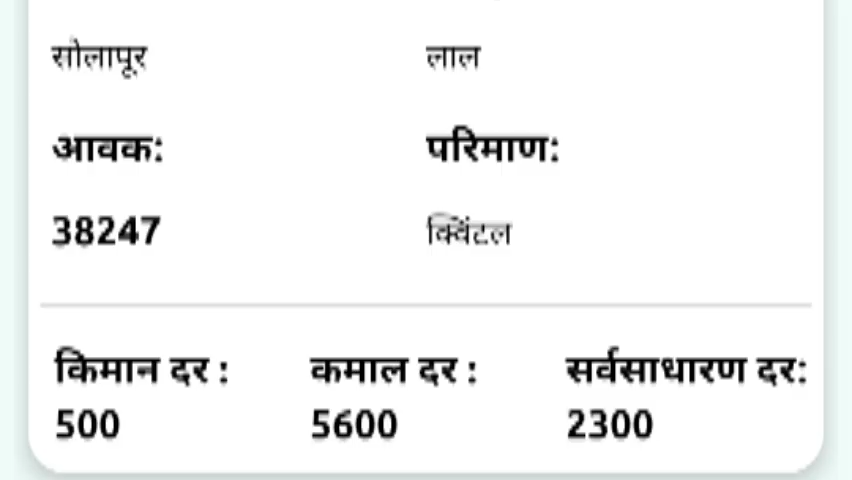 सोलापूर लाल
आवक: परिमाण:
38247 क्विंटल
किमान दर : कमाल दर : सर्वसाधारण दर:
500 5600 2300